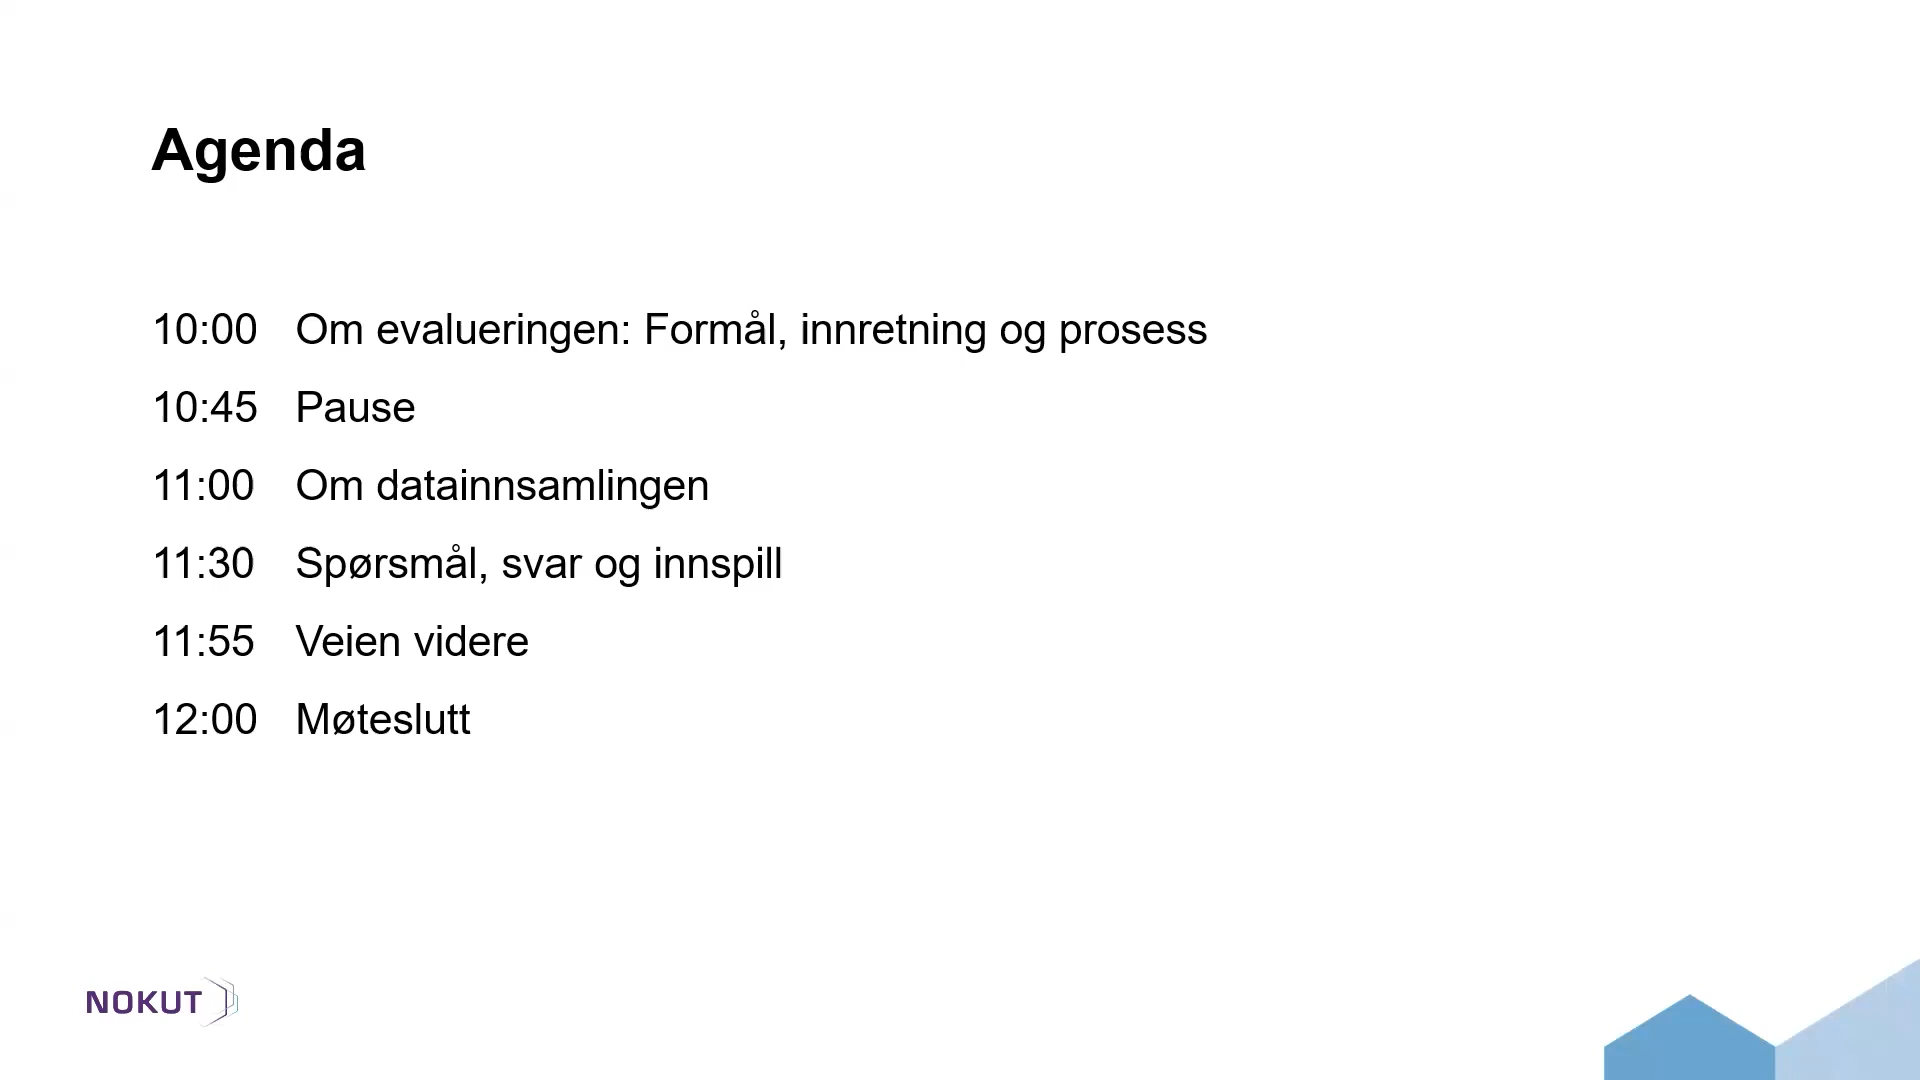 Agenda
10:00 Om evalueringen: Formål, innretning og prosess
10:45 Pause
11:00 Om datainnsamlingen
11:30 Spørsmål, svar og innspill
11:55 Veien videre
12:00 Møteslutt
NOKUT